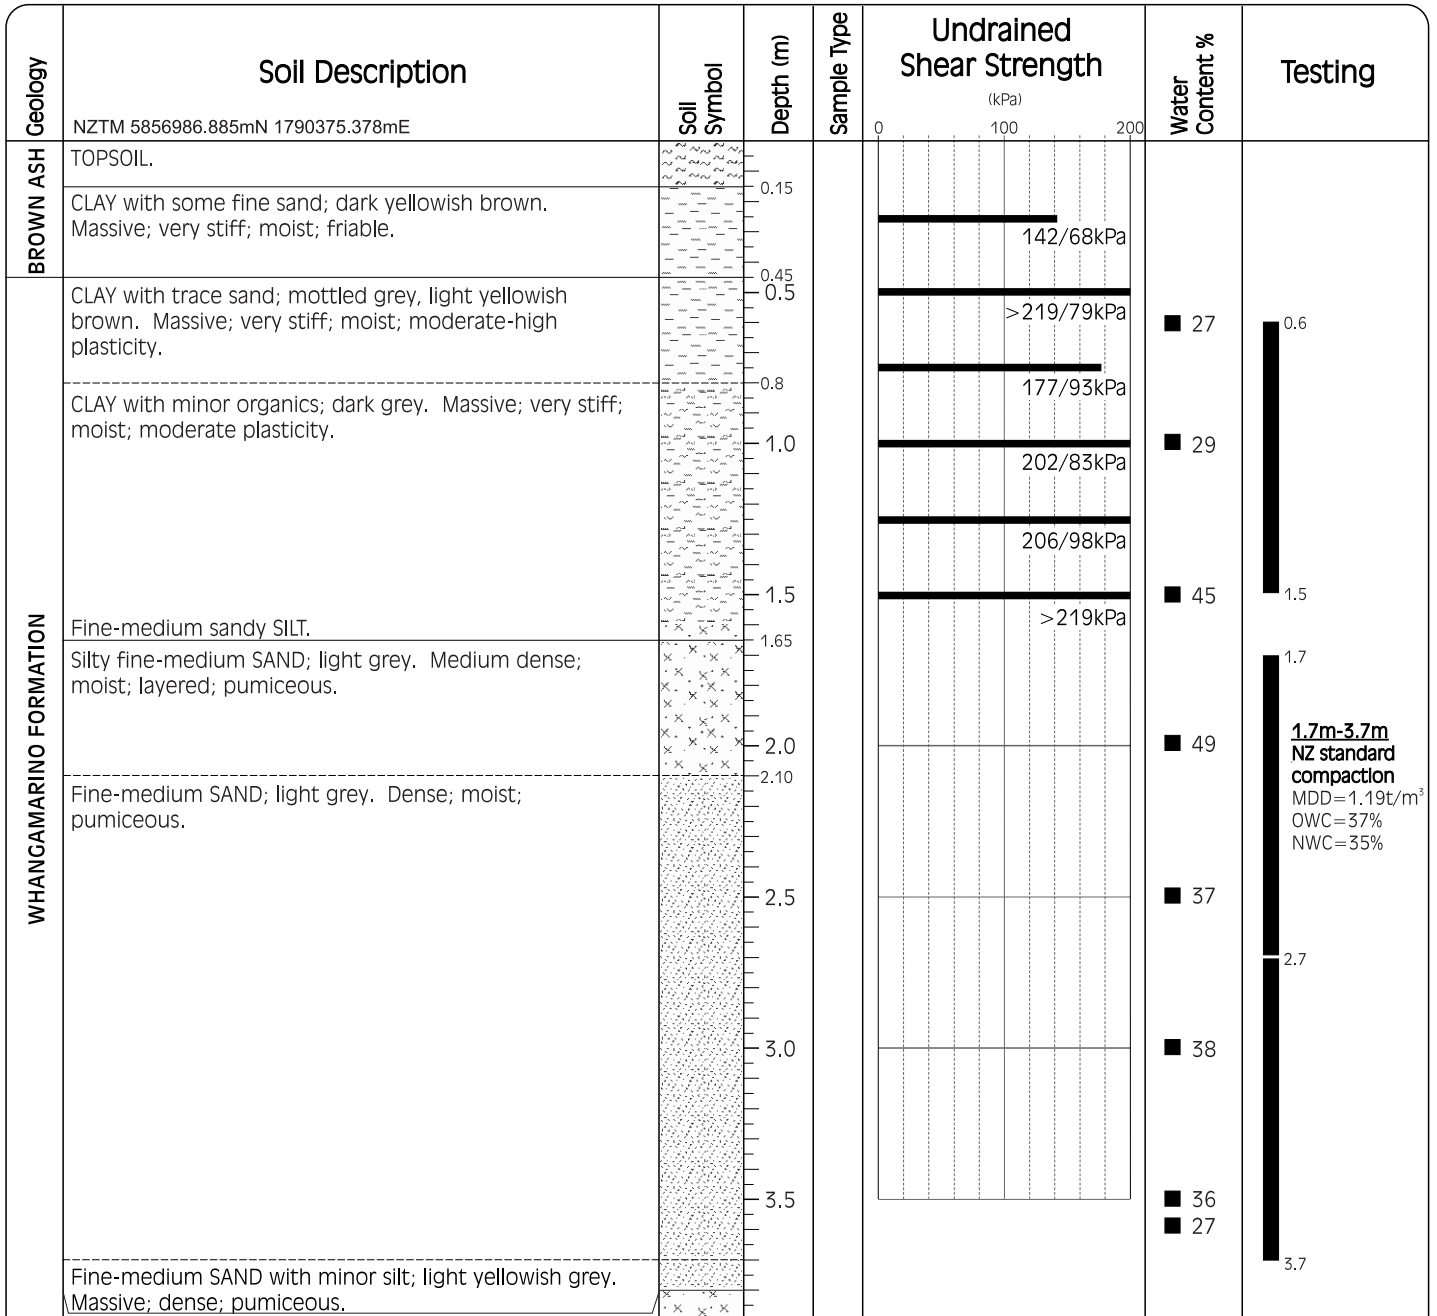 Geology
Soil Description
NZTM 5856986.885mN 1790375.378mE
Soil
Symbol
Depth (m)
Sample Type
Undrained
Shear Strength
(kPa)
0 100 200
Water
Content %
Testing
BROWN ASH
TOPSOIL.
0.15
CLAY with some fine sand; dark yellowish brown.
Massive; very stiff; moist; friable.
142/68kPa
0.45
WHANGAMARINO FORMATION
CLAY with trace sand; mottled grey, light yellowish
brown. Massive; very stiff; moist; moderate-high
plasticity.
0.5
>219/79kPa
27
0.6
177/93kPa
0.8
CLAY with minor organics; dark grey. Massive; very stiff;
moist; moderate plasticity.
1.0
202/83kPa
29
206/98kPa
1.5
>219kPa
45
1.5
Fine-medium sandy SILT.
1.65
Silty fine-medium SAND; light grey. Medium dense;
moist; layered; pumiceous.
1.7
2.0
49
1.7m-3.7m
NZ standard
compaction
MDD=1.19t/m³
OWC=37%
NWC=35%
2.10
Fine-medium SAND; light grey. Dense; moist;
pumiceous.
2.5
37
2.7
3.0
38
3.5
36
27
3.7
Fine-medium SAND with minor silt; light yellowish grey.
Massive; dense; pumiceous.